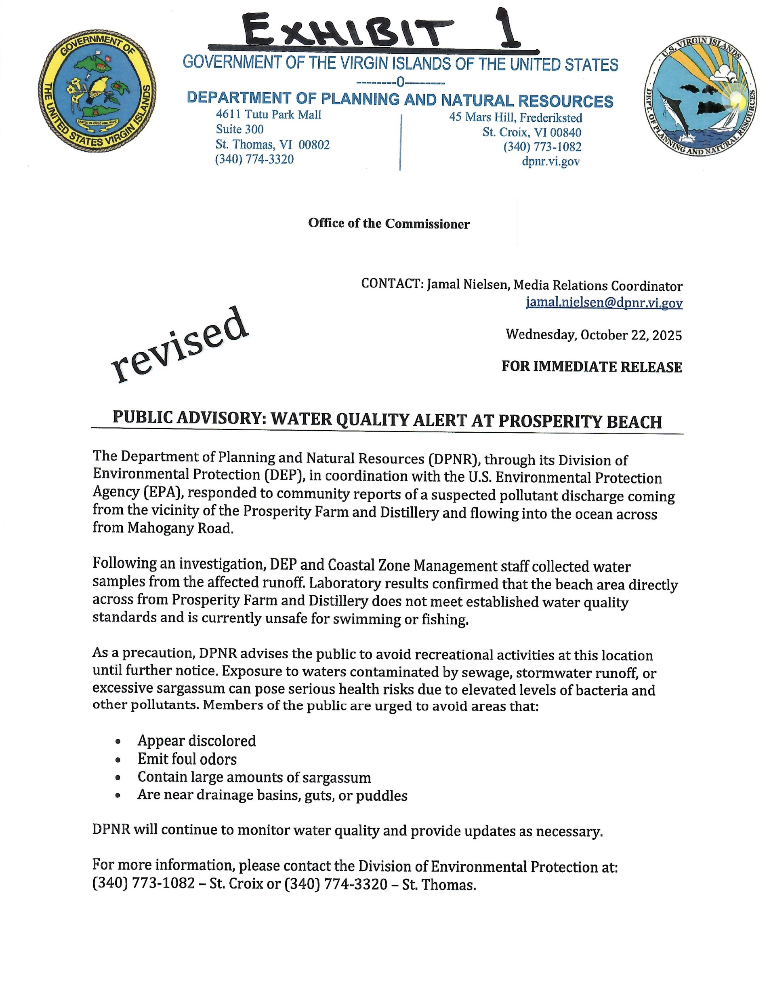 EXHIBIT 1
GOVERNMENT OF
THE UNITED STATES VIRGIN ISLANDS
UNITED IN PRIDE AND HOPE
GOVERNMENT OF THE VIRGIN ISLANDS OF THE UNITED STATES
--------0--------
DEPARTMENT OF PLANNING AND NATURAL RESOURCES
4611 Tutu Park Mall
Suite 300
St. Thomas, VI 00802
(340) 774-3320
45 Mars Hill, Frederiksted
St. Croix, VI 00840
(340) 773-1082
dpnr.vi.gov
U.S. VIRGIN ISLANDS
DEPT. OF PLANNING AND NATURAL RESOURCES
Office of the Commissioner
CONTACT: Jamal Nielsen, Media Relations Coordinator
jamal.nielsen@dpnr.vi.gov
revised
Wednesday, October 22, 2025
FOR IMMEDIATE RELEASE
PUBLIC ADVISORY: WATER QUALITY ALERT AT PROSPERITY BEACH
The Department of Planning and Natural Resources (DPNR), through its Division of
Environmental Protection (DEP), in coordination with the U.S. Environmental Protection
Agency (EPA), responded to community reports of a suspected pollutant discharge coming
from the vicinity of the Prosperity Farm and Distillery and flowing into the ocean across
from Mahogany Road.
Following an investigation, DEP and Coastal Zone Management staff collected water
samples from the affected runoff. Laboratory results confirmed that the beach area directly
across from Prosperity Farm and Distillery does not meet established water quality
standards and is currently unsafe for swimming or fishing.
As a precaution, DPNR advises the public to avoid recreational activities at this location
until further notice. Exposure to waters contaminated by sewage, stormwater runoff, or
excessive sargassum can pose serious health risks due to elevated levels of bacteria and
other pollutants. Members of the public are urged to avoid areas that:
• Appear discolored
• Emit foul odors
• Contain large amounts of sargassum
• Are near drainage basins, guts, or puddles
DPNR will continue to monitor water quality and provide updates as necessary.
For more information, please contact the Division of Environmental Protection at:
(340) 773-1082 – St. Croix or (340) 774-3320 – St. Thomas.